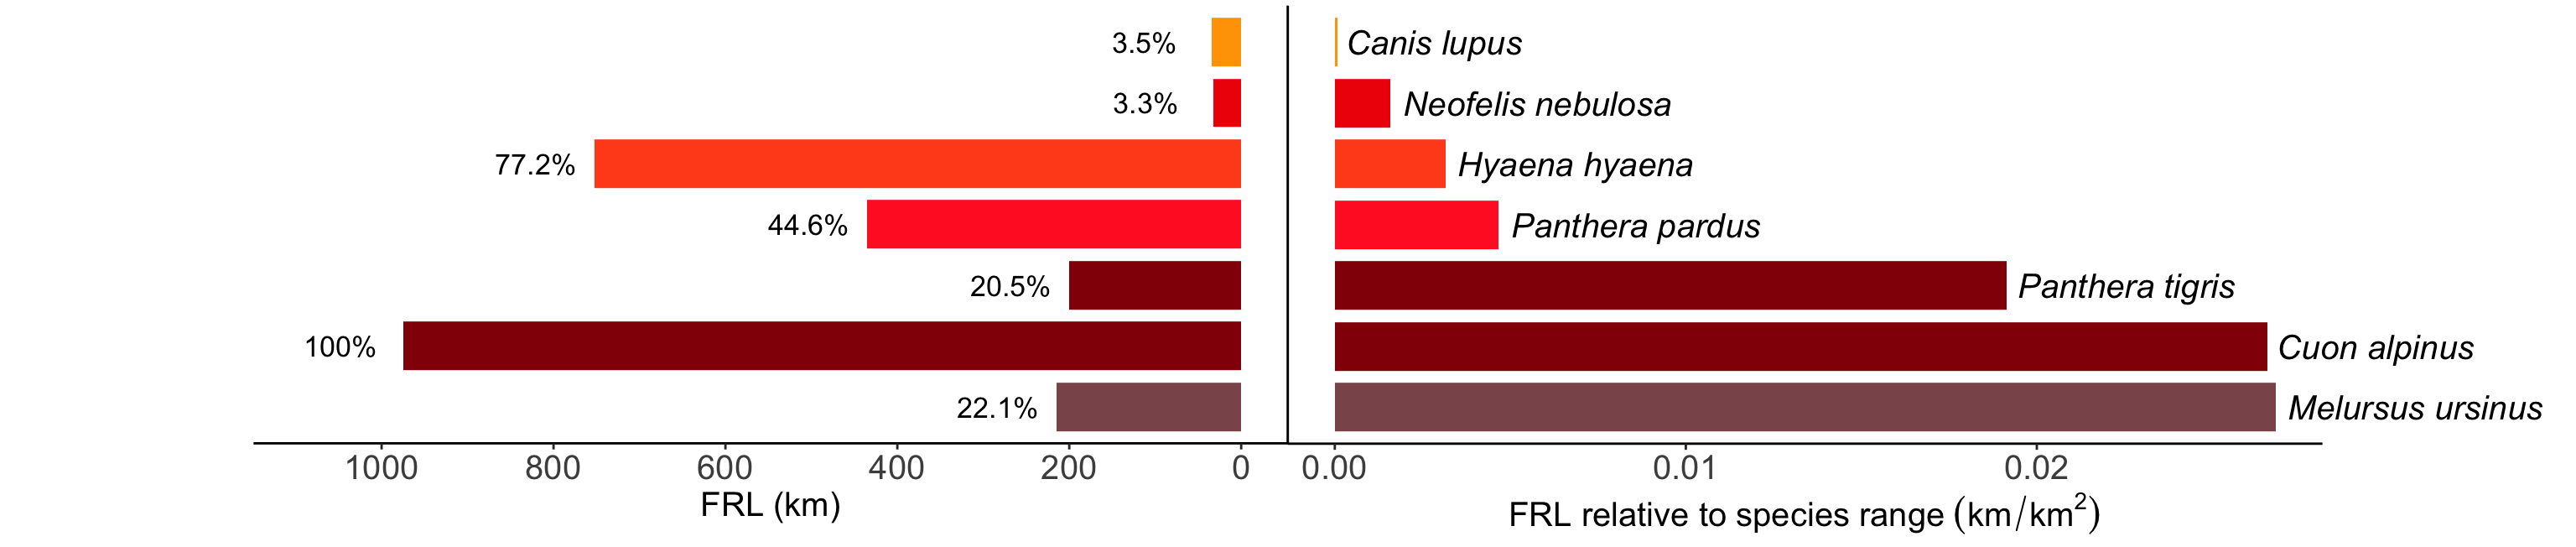 3.5% Canis lupus
3.3% Neofelis nebulosa
77.2% Hyaena hyaena
44.6% Panthera pardus
20.5% Panthera tigris
100% Cuon alpinus
22.1% Melursus ursinus
1000 800 600 400 200 0 0.00 0.01 0.02
FRL (km) FRL relative to species range (km/km²)